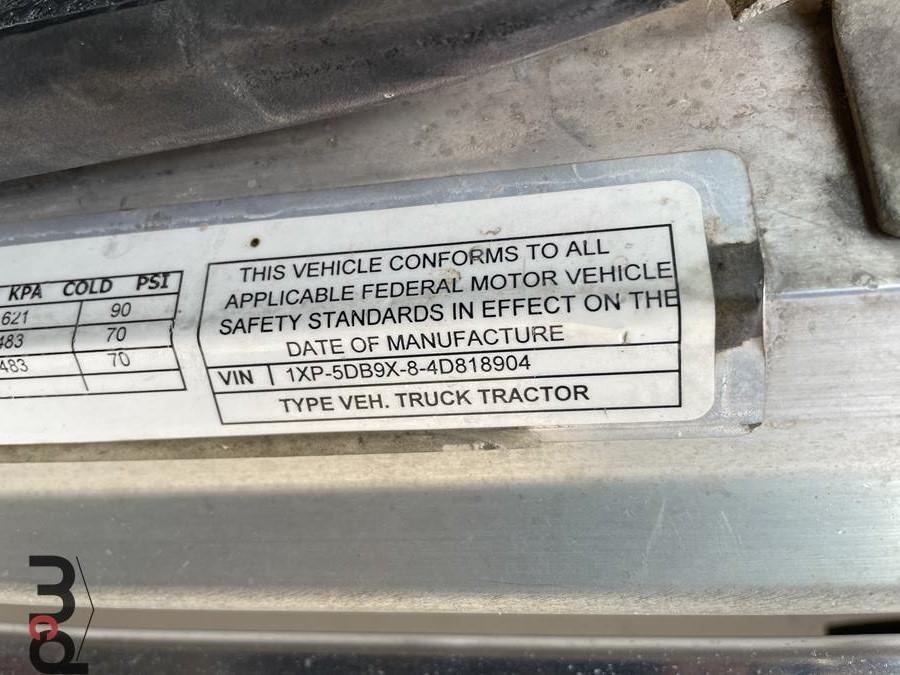 KPA COLD PSI
621 90
483 70
483 70
THIS VEHICLE CONFORMS TO ALL
APPLICABLE FEDERAL MOTOR VEHICLE
SAFETY STANDARDS IN EFFECT ON THE
DATE OF MANUFACTURE
VIN 1XP-5DB9X-8-4D818904
TYPE VEH. TRUCK TRACTOR